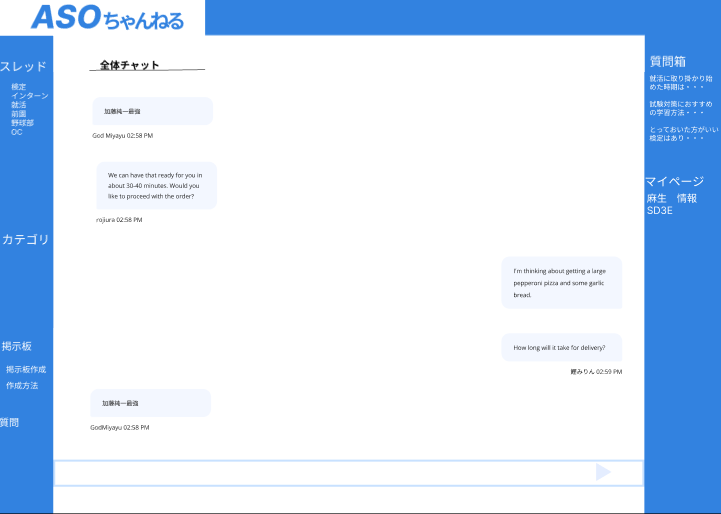 ASOちゃんねる
スレッド
検定
インターン
就活
前園
野球部
OC
カテゴリ
掲示板
掲示板作成
作成方法
質問
全体チャット
加藤純一最強
God Miyayu 02:58 PM
We can have that ready for you in
about 30-40 minutes. Would you
like to proceed with the order?
rojiura 02:58 PM
I'm thinking about getting a large
pepperoni pizza and some garlic
bread.
How long will it take for delivery?
鰹みりん 02:59 PM
加藤純一最強
GodMiyayu 02:58 PM
質問箱
就活に取り掛かり始
めた時期は・・・
試験対策におすすめ
の学習方法・・・
とっておいた方がいい
検定はあり・・・
マイページ
麻生　情報
SD3E